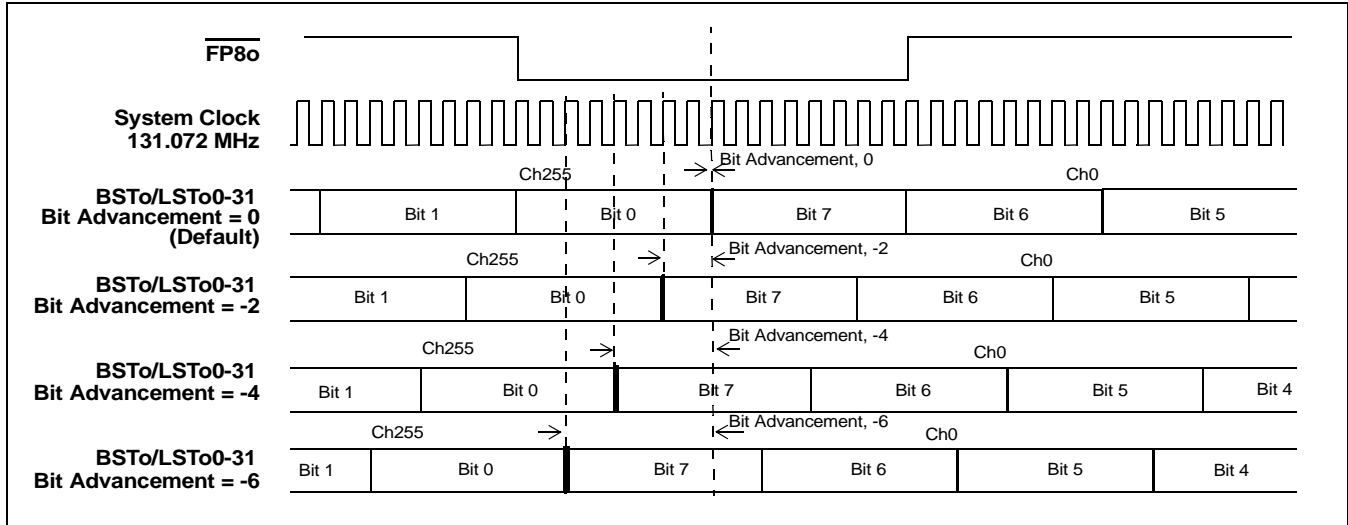 FP8o
System Clock
131.072 MHz
Bit Advancement, 0
Ch255
Ch0
BSTo/LSTo0-31
Bit Advancement = 0
(Default)
Bit 1
Bit 0
Bit 7
Bit 6
Bit 5
Bit Advancement, -2
Ch255
Ch0
BSTo/LSTo0-31
Bit Advancement = -2
Bit 1
Bit 0
Bit 7
Bit 6
Bit 5
Bit Advancement, -4
Ch255
Ch0
BSTo/LSTo0-31
Bit Advancement = -4
Bit 1
Bit 0
Bit 7
Bit 6
Bit 5
Bit 4
Bit Advancement, -6
Ch255
Ch0
BSTo/LSTo0-31
Bit Advancement = -6
Bit 1
Bit 0
Bit 7
Bit 6
Bit 5
Bit 4